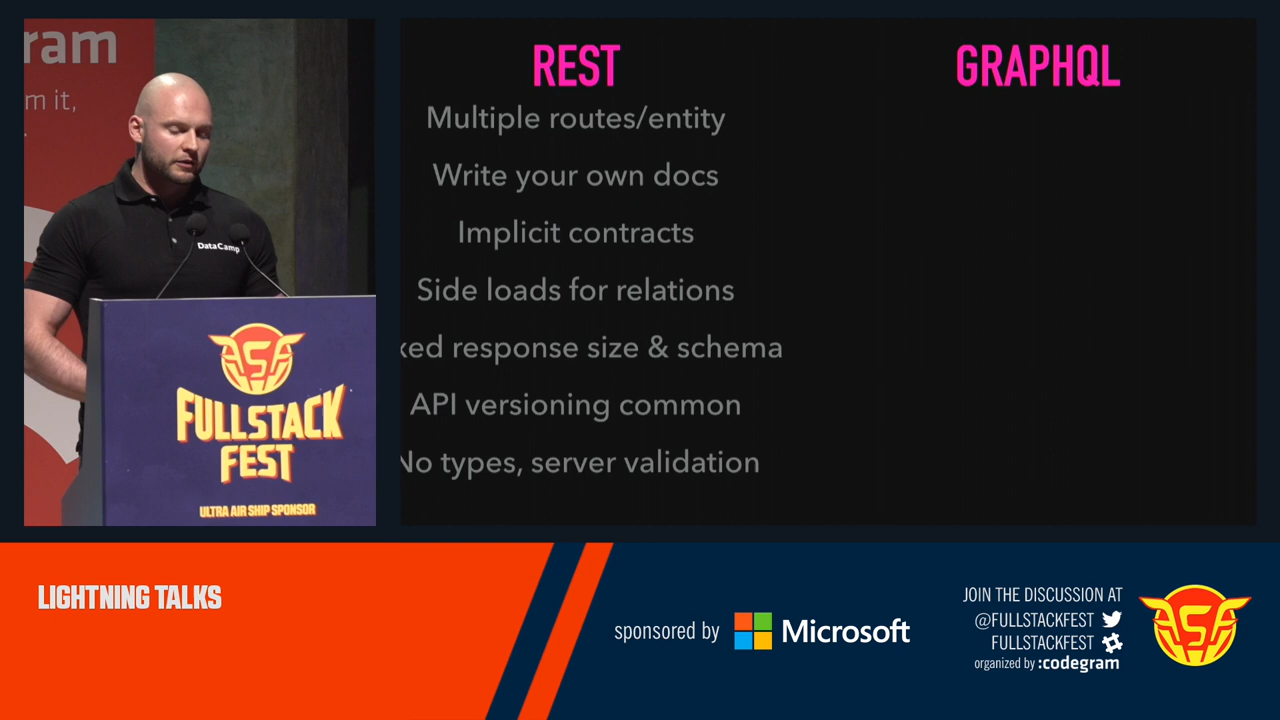 ram
m it,
DataCamp
FULLSTACK
FEST
ULTRA AIR SHIP SPONSOR
REST
Multiple routes/entity
Write your own docs
Implicit contracts
Side loads for relations
xed response size & schema
API versioning common
No types, server validation
GRAPHQL
LIGHTNING TALKS
sponsored by Microsoft
JOIN THE DISCUSSION AT
@FULLSTACKFEST
FULLSTACKFEST
organized by :codegram